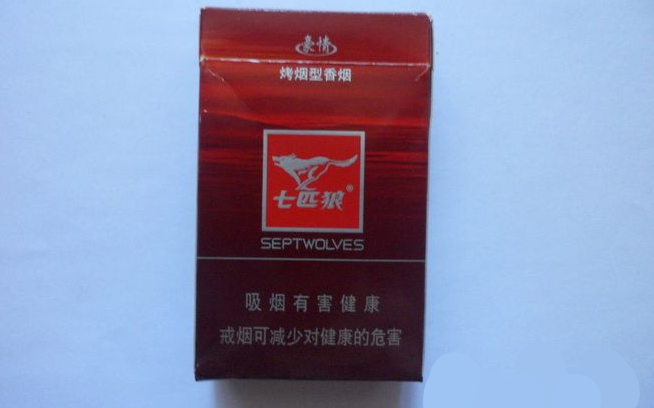 豪情
烤烟型香烟
七匹狼®
SEPTWOLVES
吸烟有害健康
戒烟可减少对健康的危害